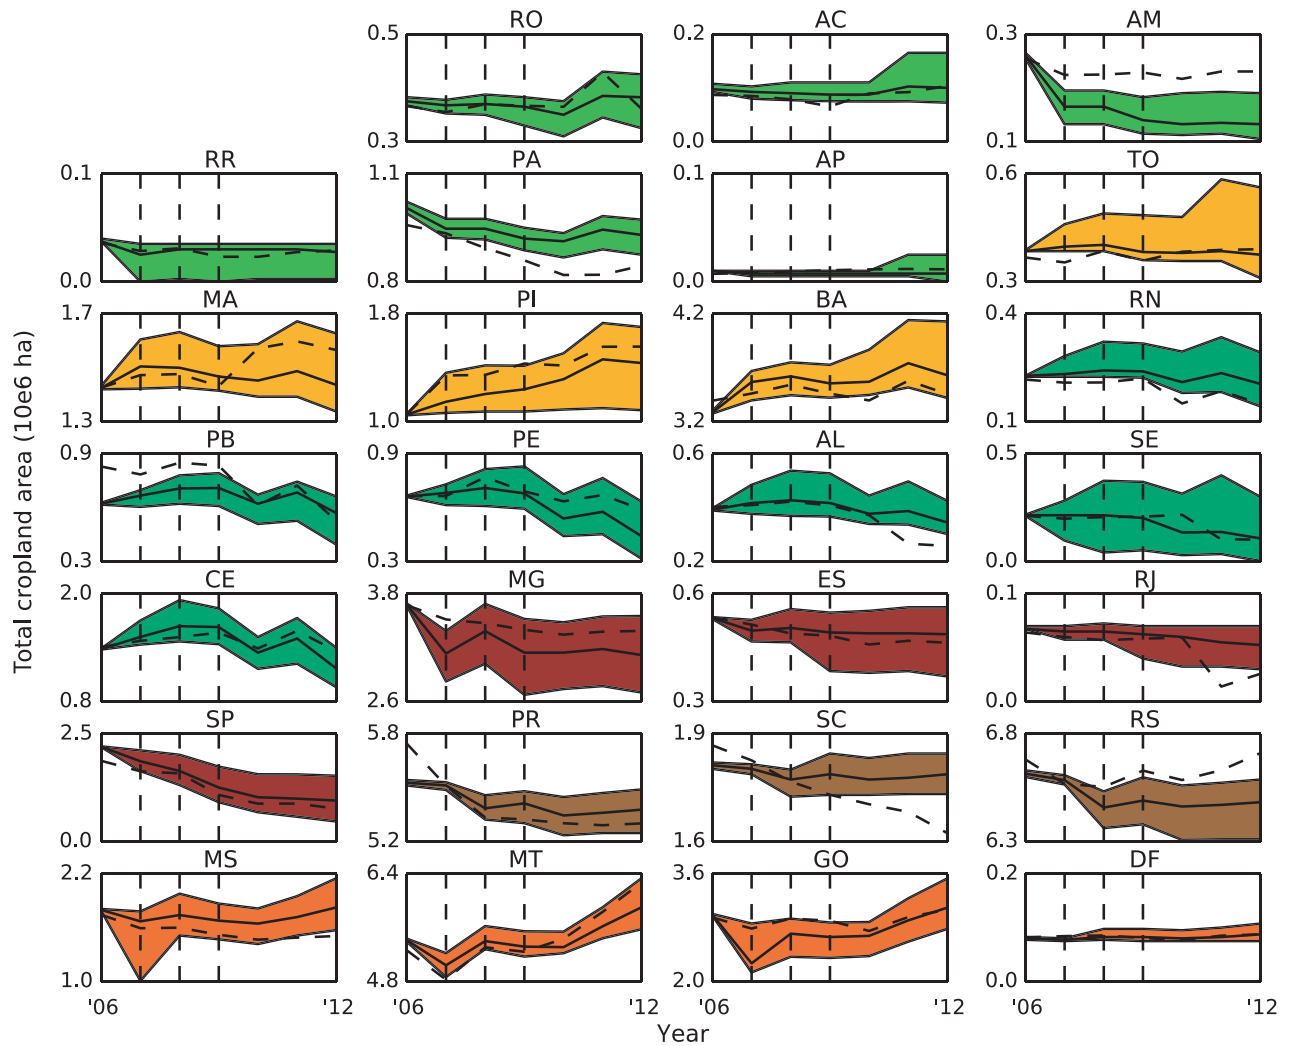 RO AC AM
0.5 0.2 0.3
0.3 0.0 0.1
RR PA AP TO
0.1 1.1 0.1 0.6
0.0 0.8 0.0 0.3
MA PI BA RN
1.7 1.8 4.2 0.4
1.3 1.0 3.2 0.1
PB PE AL SE
0.9 0.9 0.6 0.5
0.3 0.3 0.2 0.0
CE MG ES RJ
2.0 3.8 0.6 0.1
0.8 2.6 0.3 0.0
SP PR SC RS
2.5 5.8 1.9 6.8
0.0 5.2 1.6 6.3
MS MT GO DF
2.2 6.4 3.6 0.2
1.0 4.8 2.0 0.0
'06 '12 '06 '12 '06 '12 '06 '12
Year
Total cropland area (10e6 ha)